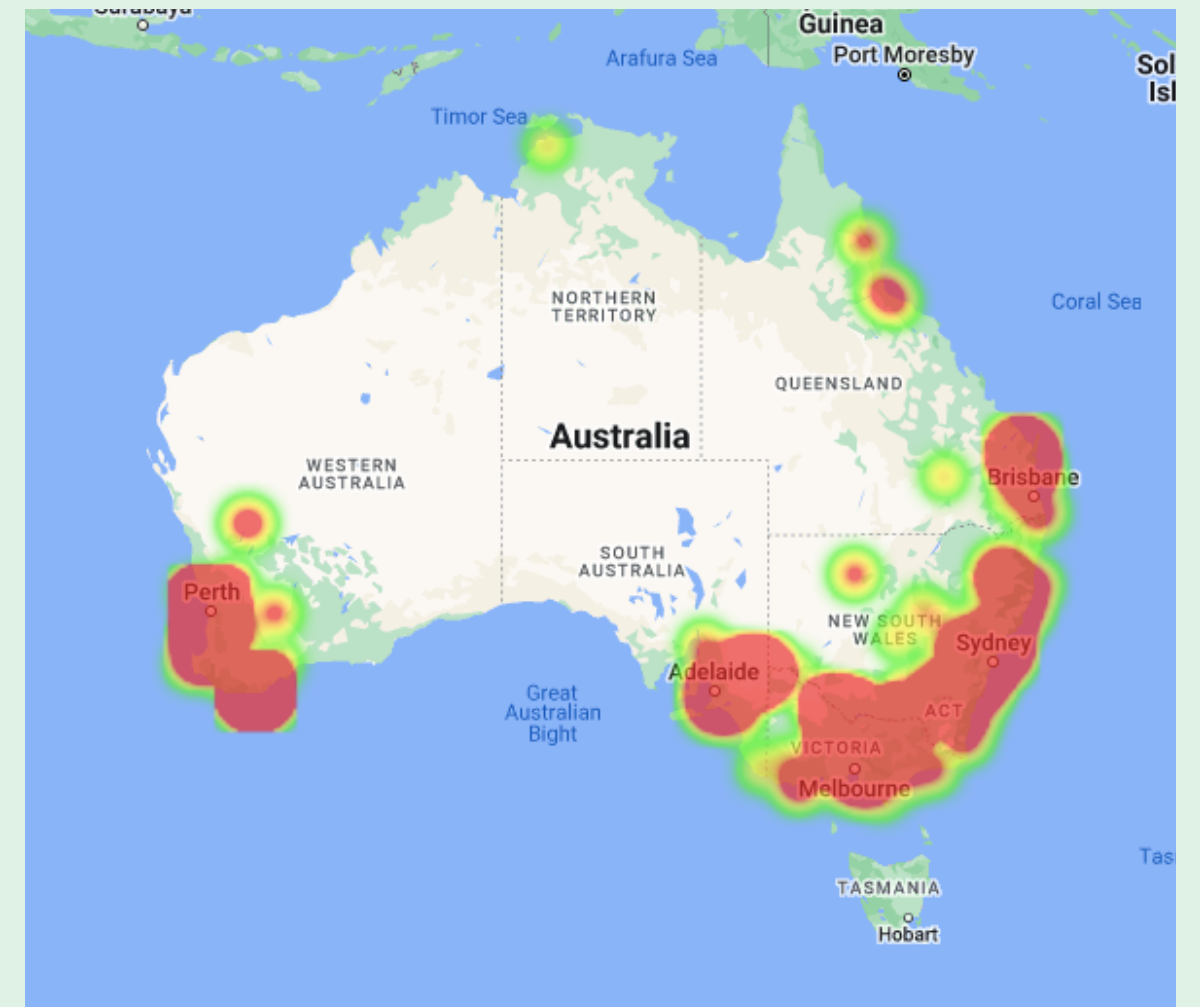 Guinea
Port Moresby
Arafura Sea
Sol
Isl
Timor Sea
NORTHERN
TERRITORY
Coral Sea
QUEENSLAND
Australia
WESTERN
AUSTRALIA
Brisbane
SOUTH
AUSTRALIA
Perth
NEW SOUTH
WALES
Sydney
Adelaide
Great
Australian
Bight
ACT
VICTORIA
Melbourne
Tas
TASMANIA
Hobart